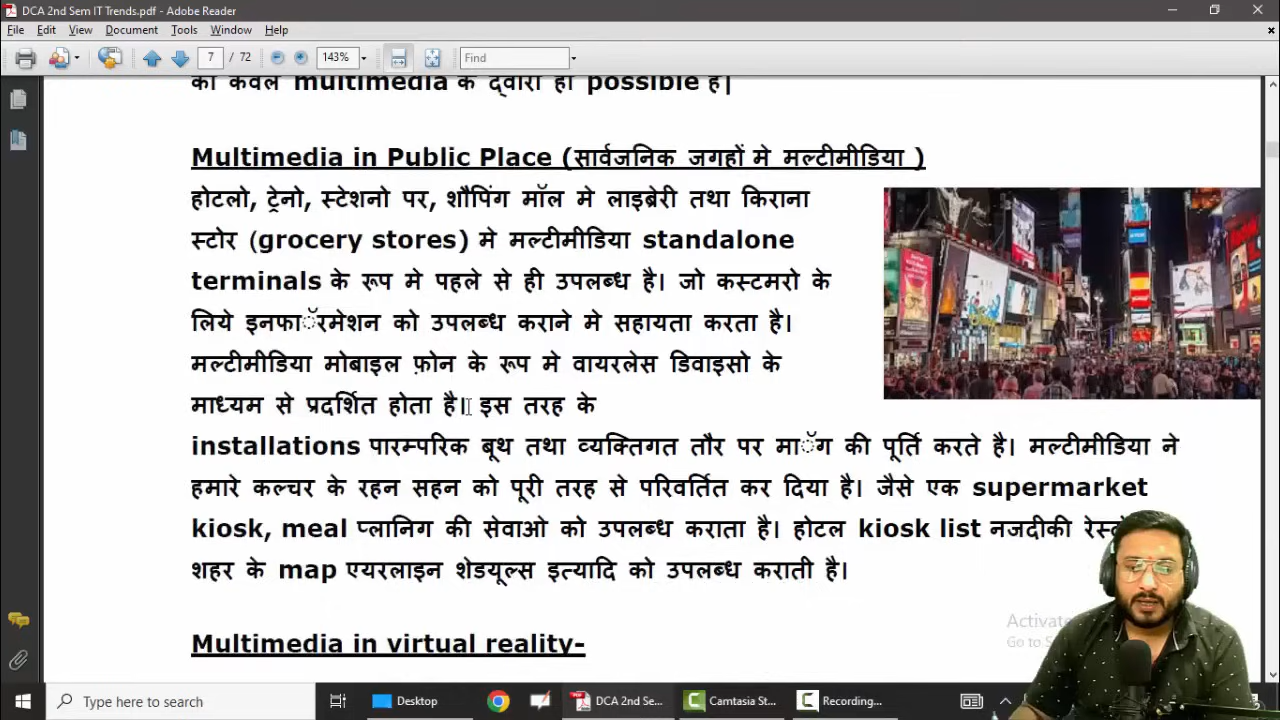 DCA 2nd Sem IT Trends.pdf - Adobe Reader
File Edit View Document Tools Window Help
7 / 72 143% Find
को केवल multimedia के द्वारा ही possible है|
Multimedia in Public Place (सार्वजनिक जगहों मे मल्टीमीडिया )
होटलो, ट्रेनो, स्टेशनो पर, शौपिंग मॉल मे लाइब्रेरी तथा किराना
स्टोर (grocery stores) मे मल्टीमीडिया standalone
terminals के रूप मे पहले से ही उपलब्ध है। जो कस्टमरो के
लिये इनफाॅरमेशन को उपलब्ध कराने मे सहायता करता है।
मल्टीमीडिया मोबाइल फ़ोन के रूप मे वायरलेस डिवाइसो के
माध्यम से प्रदर्शित होता है। इस तरह के
installations पारम्परिक बूथ तथा व्यक्तिगत तौर पर माॅग की पूर्ति करते है। मल्टीमीडिया ने
हमारे कल्चर के रहन सहन को पूरी तरह से परिवर्तित कर दिया है। जैसे एक supermarket
kiosk, meal प्लानिग की सेवाओ को उपलब्ध कराता है। होटल kiosk list नजदीकी
शहर के map एयरलाइन शेडयूल्स इत्यादि को उपलब्ध कराती है।
Multimedia in virtual reality-
Type here to search Desktop DCA 2nd Se... Camtasia St... Recording...